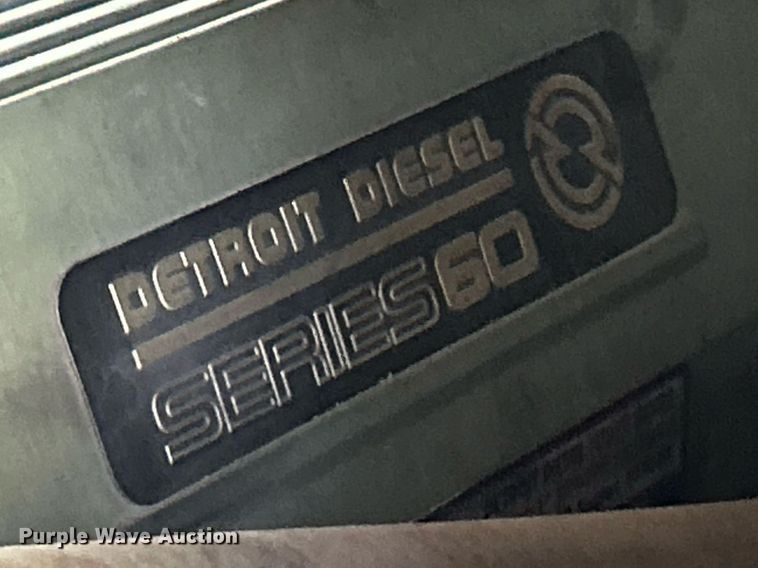 DETROIT DIESEL
SERIES 60
Purple Wave Auction